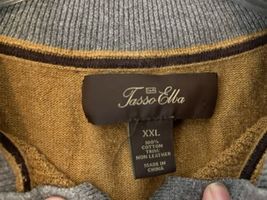 Tasso Elba
XXL
100%
COTTON
TRIM:
NON LEATHER
MADE IN
CHINA